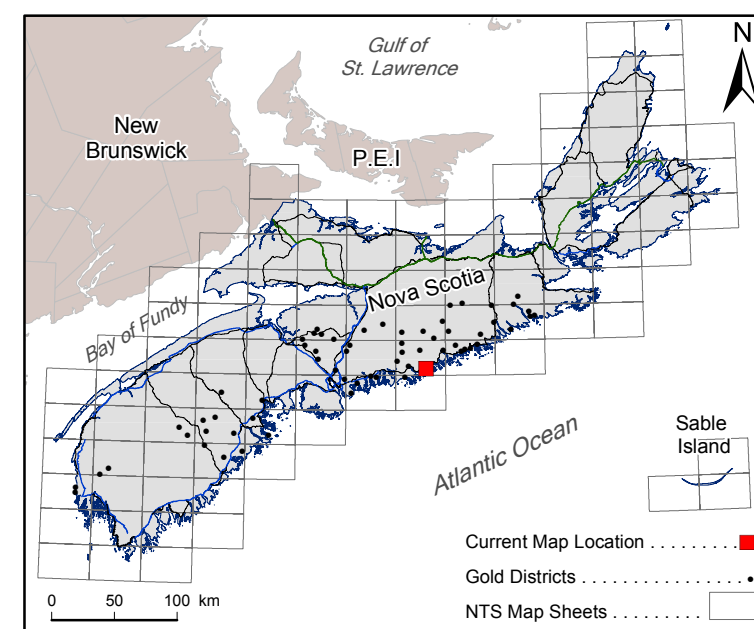 Gulf of
St. Lawrence
N
New
Brunswick
P.E.I
Nova Scotia
Bay of Fundy
Atlantic Ocean
Sable
Island
Current Map Location . . . . . . . . .
Gold Districts . . . . . . . . . . . . . . . .
NTS Map Sheets . . . . . . . . .
0 50 100 km